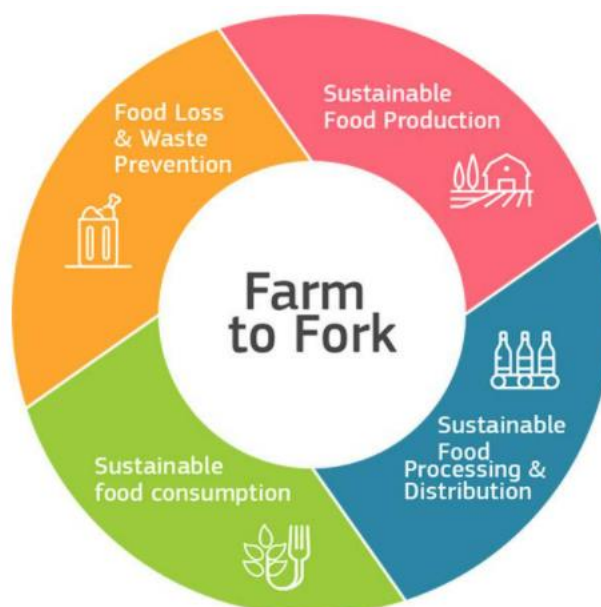 Food Loss
& Waste
Prevention
Sustainable
Food Production
Farm
to Fork
Sustainable
Food
Processing &
Distribution
Sustainable
food consumption